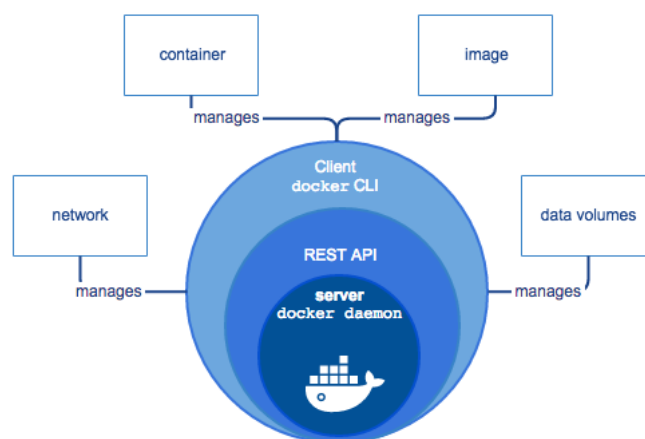 container
image
manages
manages
Client
docker CLI
network
data volumes
REST API
manages
server
manages
docker daemon